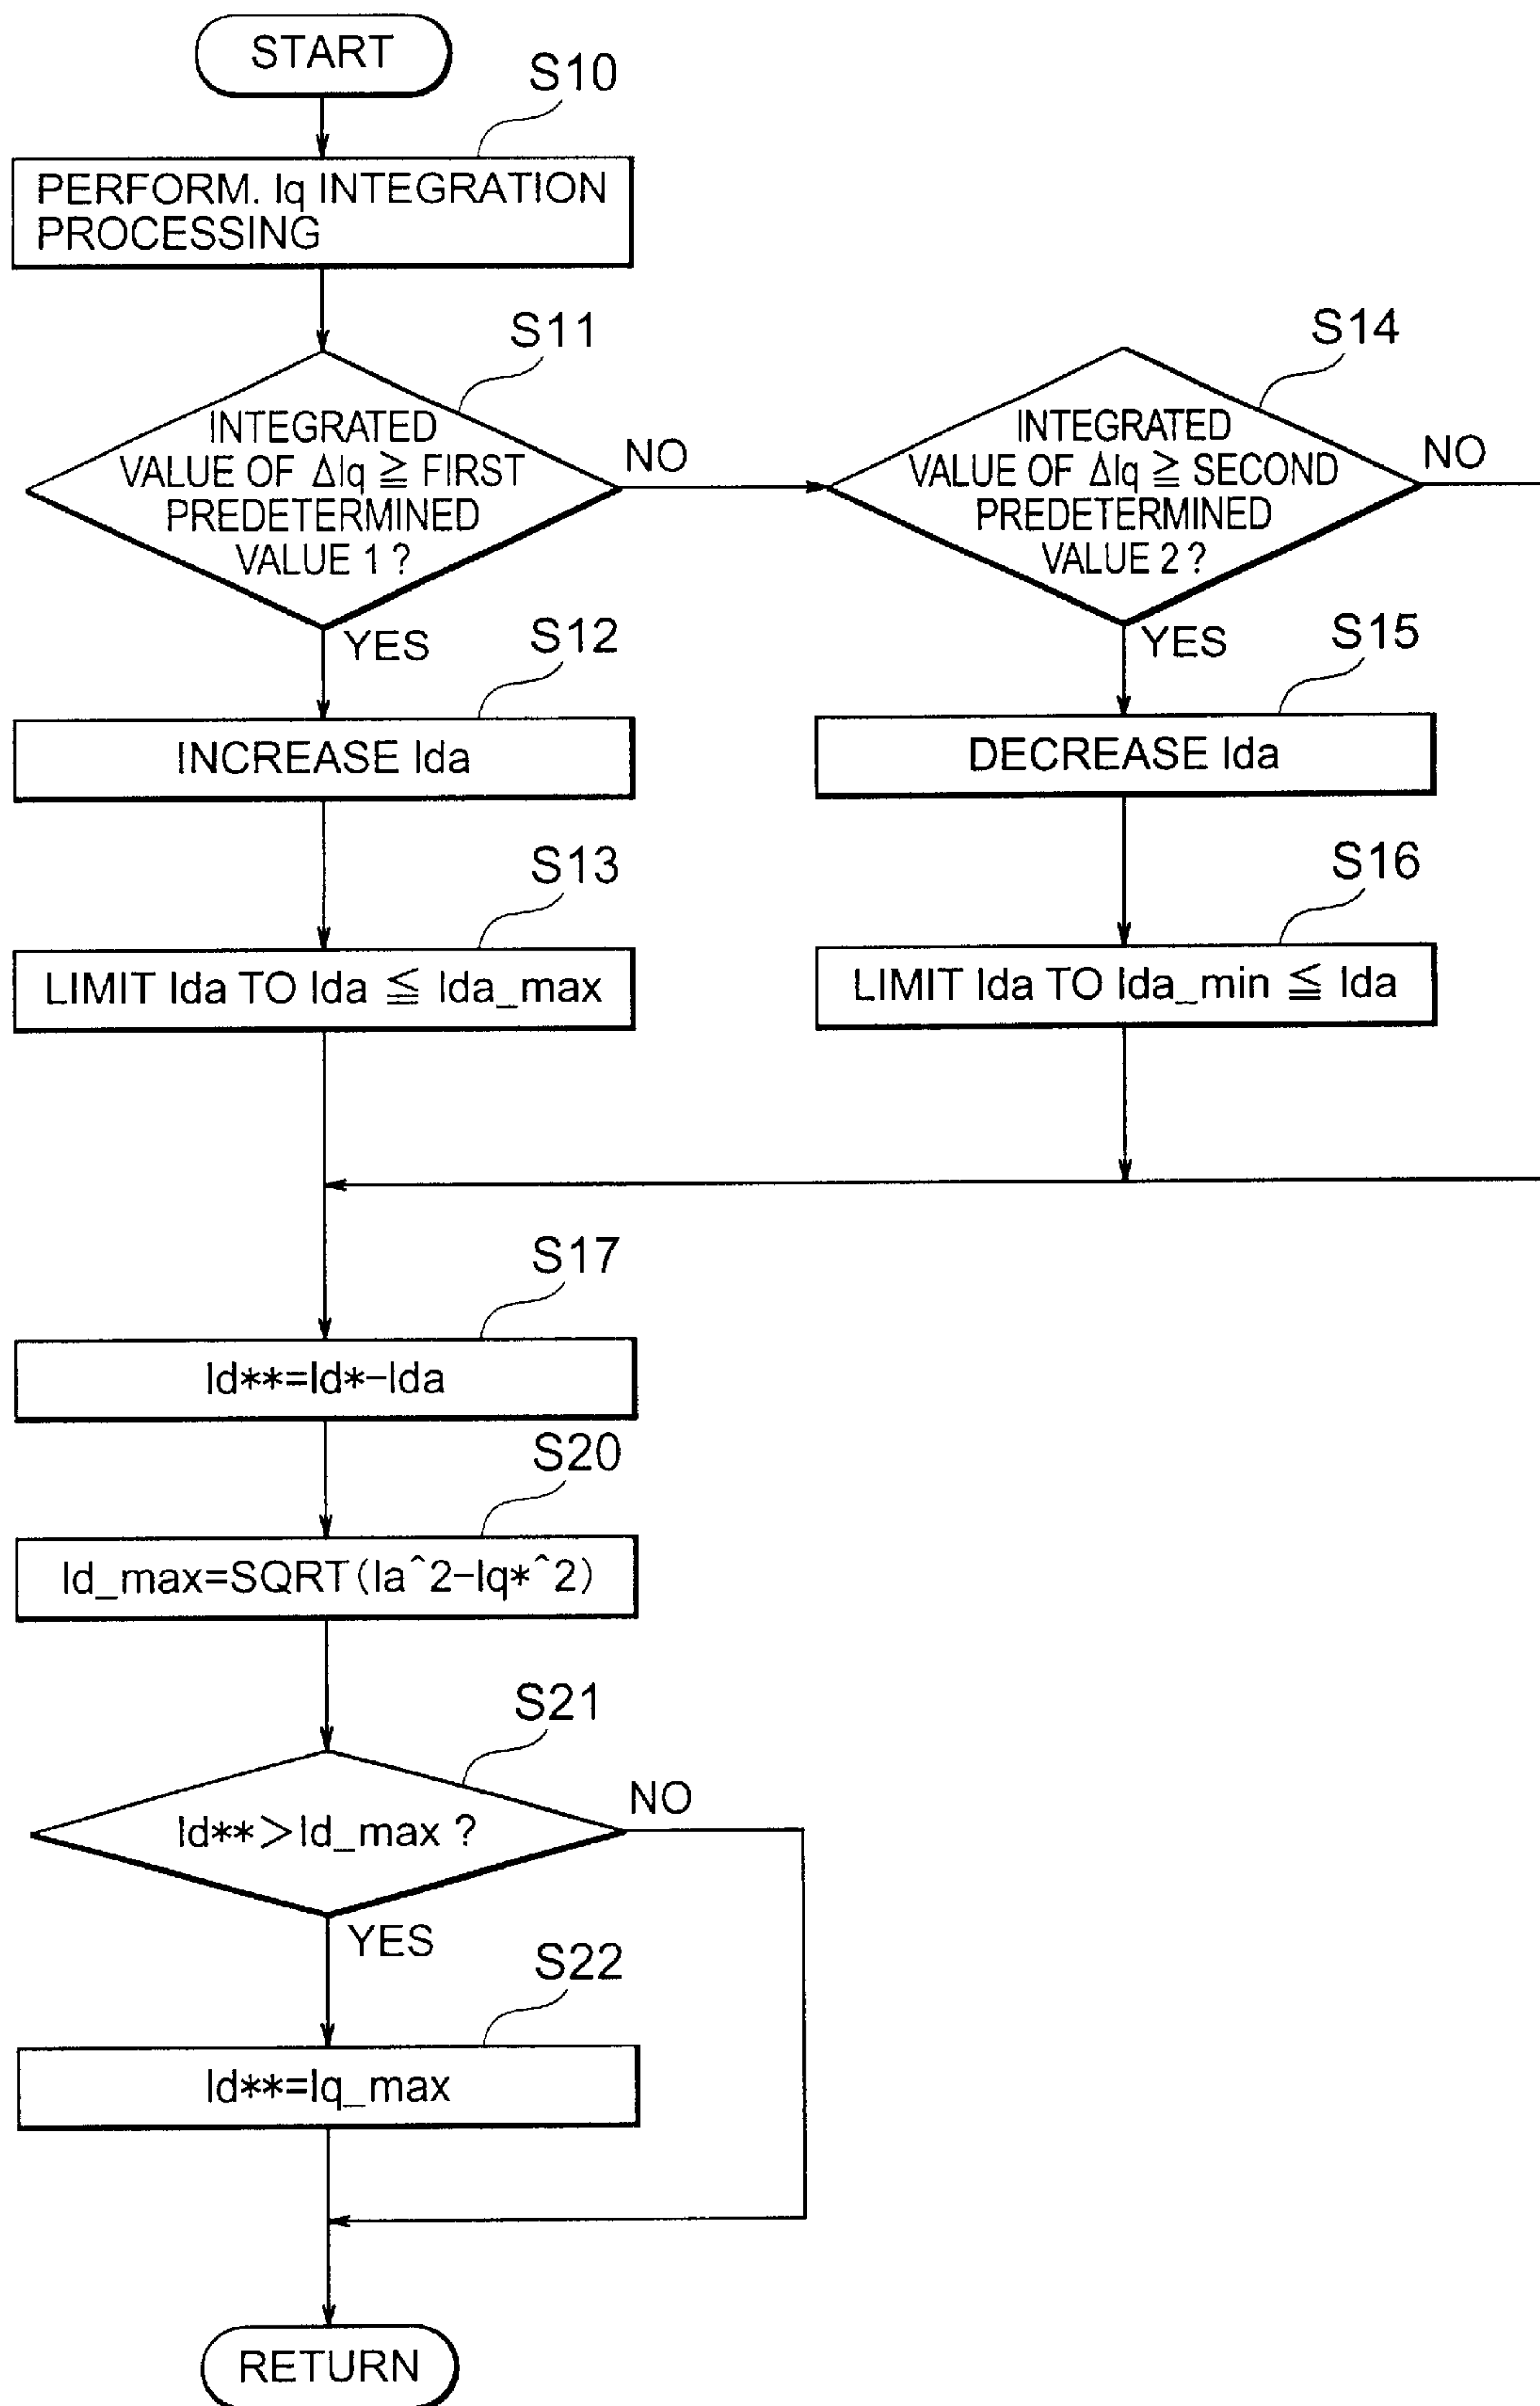 START
S10
PERFORM. Iq INTEGRATION
PROCESSING
S11
INTEGRATED
VALUE OF ΔIq ≧ FIRST
PREDETERMINED
VALUE 1 ?
NO
YES
S14
INTEGRATED
VALUE OF ΔIq ≧ SECOND
PREDETERMINED
VALUE 2 ?
NO
YES
S12
INCREASE Ida
S15
DECREASE Ida
S13
LIMIT Ida TO Ida ≦ Ida_max
S16
LIMIT Ida TO Ida_min ≦ Ida
S17
Id**=Id*-Ida
S20
Id_max=SQRT(Ia^2-Iq*^2)
S21
Id**>Id_max ?
NO
YES
S22
Id**=Iq_max
RETURN